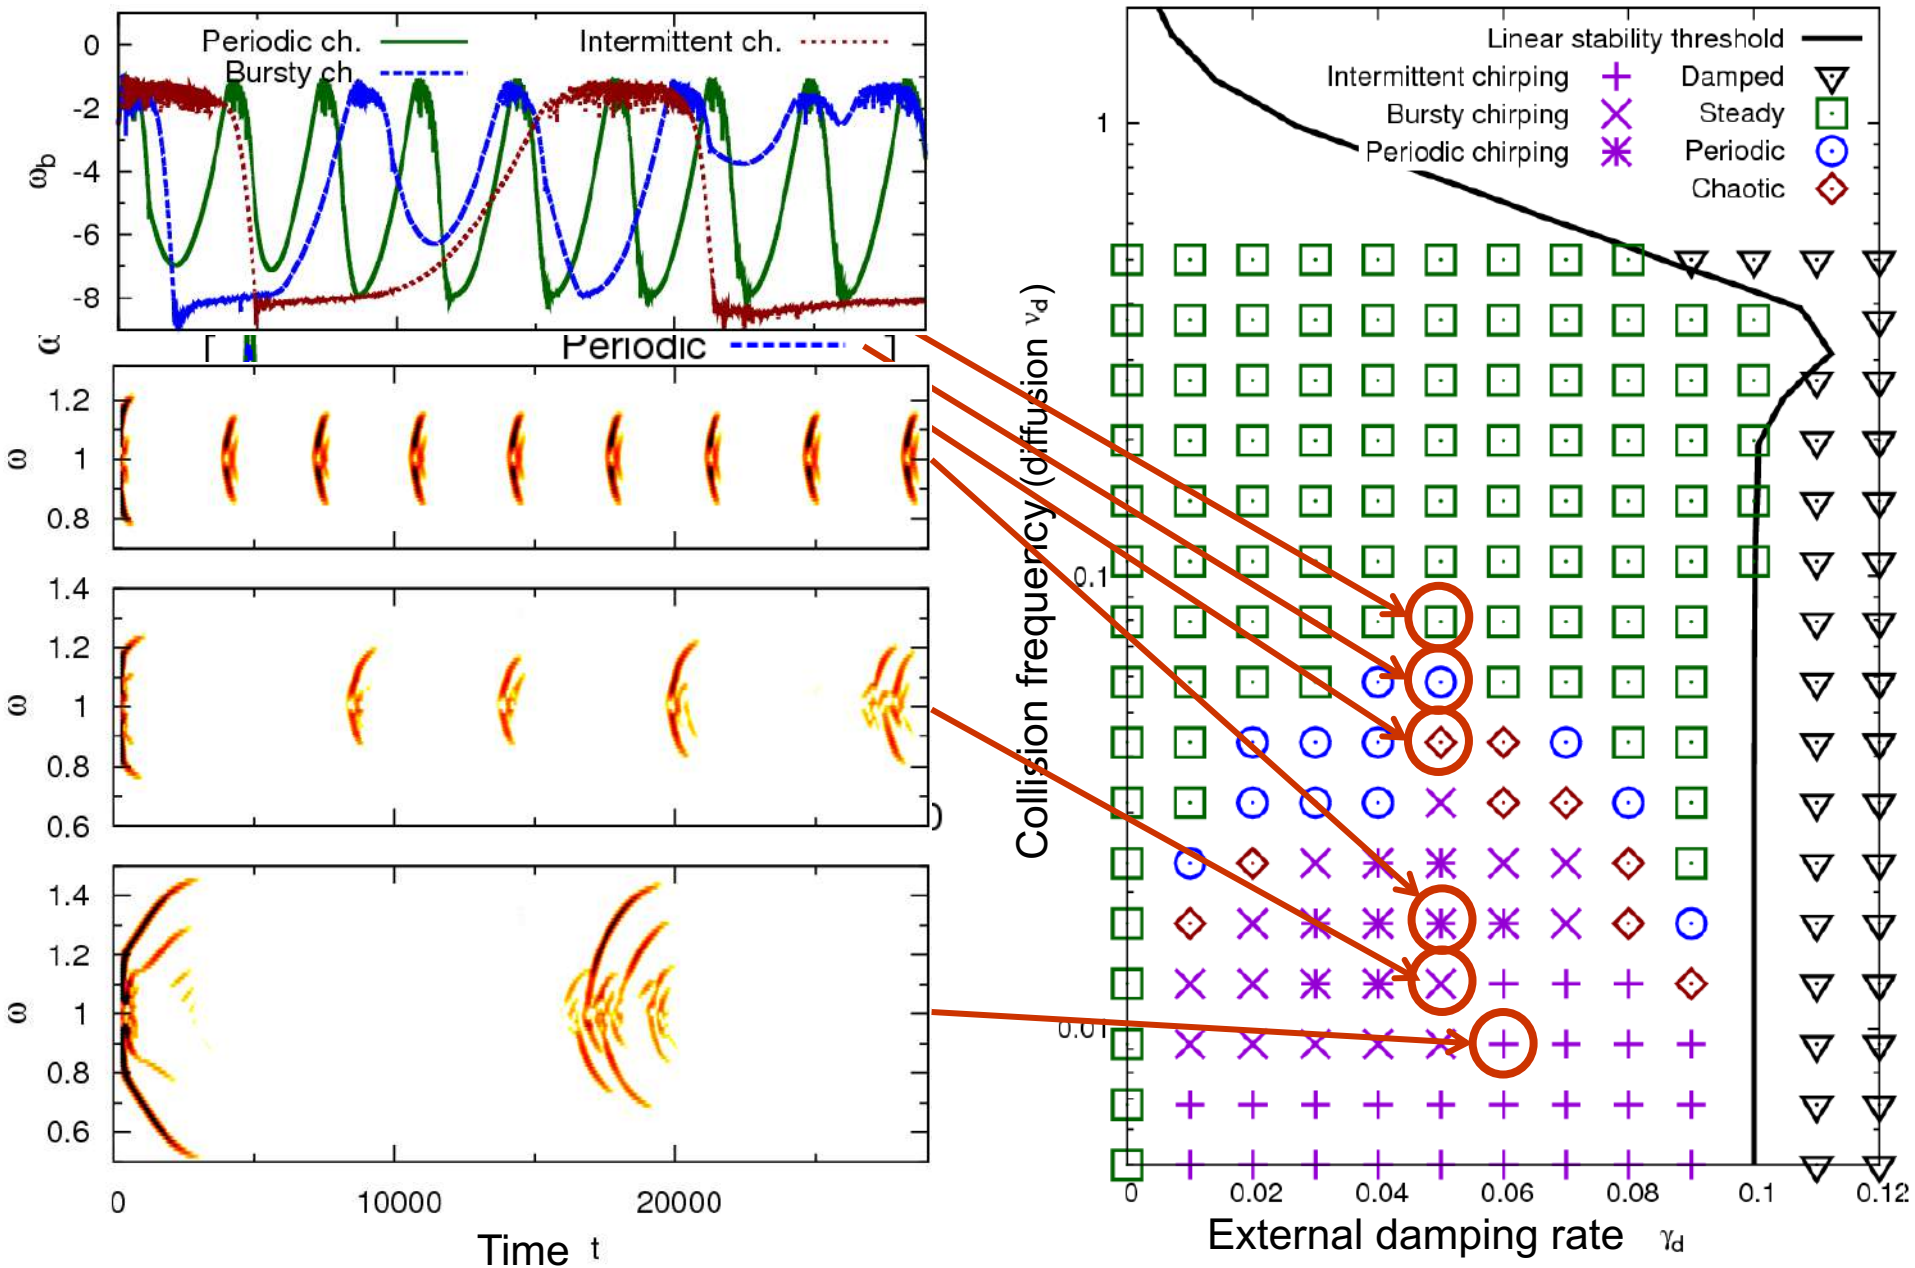 0
-2
-4
-6
-8
ω_b
Periodic ch.
Intermittent ch.
Bursty ch.
α
Periodic
1.2
1
0.8
ω
1.4
1.2
1
0.8
0.6
ω
0
1.4
1.2
1
0.8
0.6
ω
0 10000 20000
Time t
Linear stability threshold
Intermittent chirping Damped
Bursty chirping Steady
Periodic chirping Periodic
Chaotic
1
0.1
0.01
Collision frequency (diffusion ν_d)
0 0.02 0.04 0.06 0.08 0.1 0.12
External damping rate γ_d